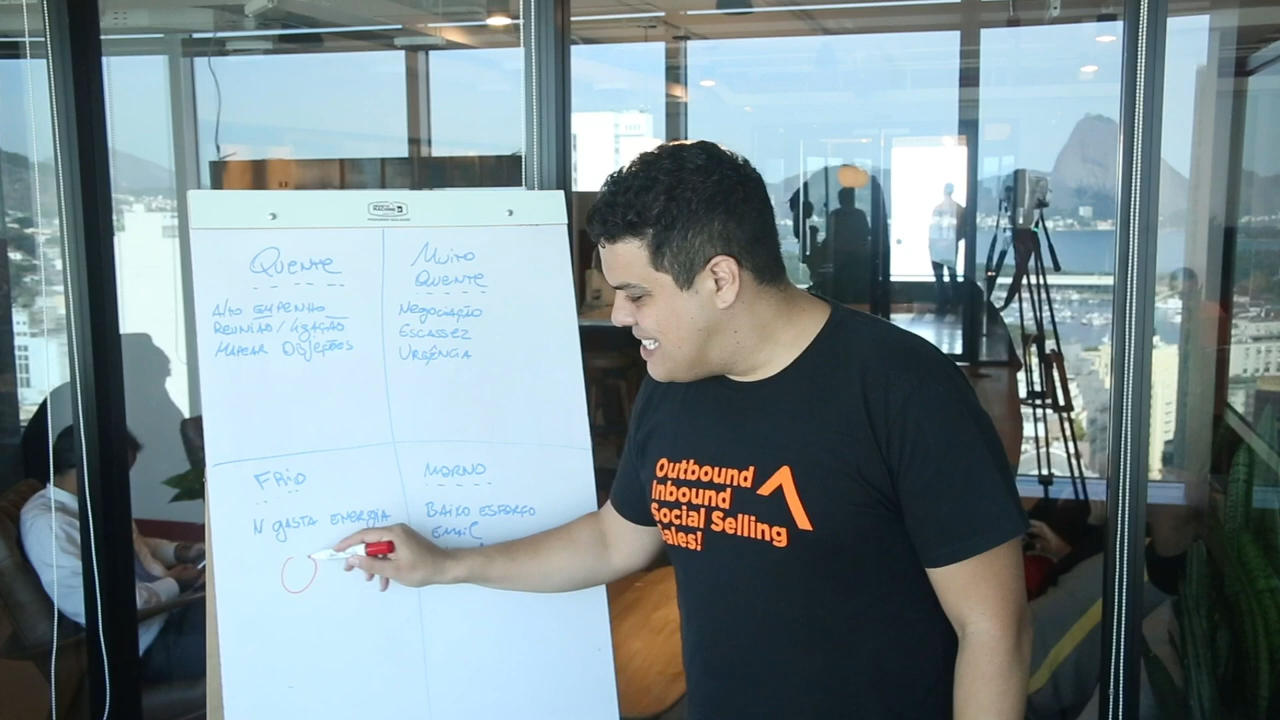 MACHINE
Quente
Alto EMPENHO
REUNIÃO / Ligação
MAPEAR OBJEÇÕES
Muito
Quente
Negociação
ESCASSEZ
URGÊNCIA
FRIO
N gasta ENERGIA
MORNO
BAIXO ESFORÇO
EMAIL
Outbound
Inbound
Social Selling
Sales!